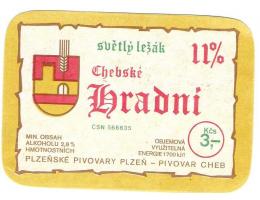 světlý ležák
11%
Chebské
Hradní
ČSN 566635
MIN. OBSAH
ALKOHOLU 2,8%
HMOTNOSTNÍCH
OBJEMOVÁ
VYUŽITELNÁ
ENERGIE 1700 kJ/l
Kčs
3,–
PLZEŇSKÉ PIVOVARY PLZEŇ – PIVOVAR CHEB